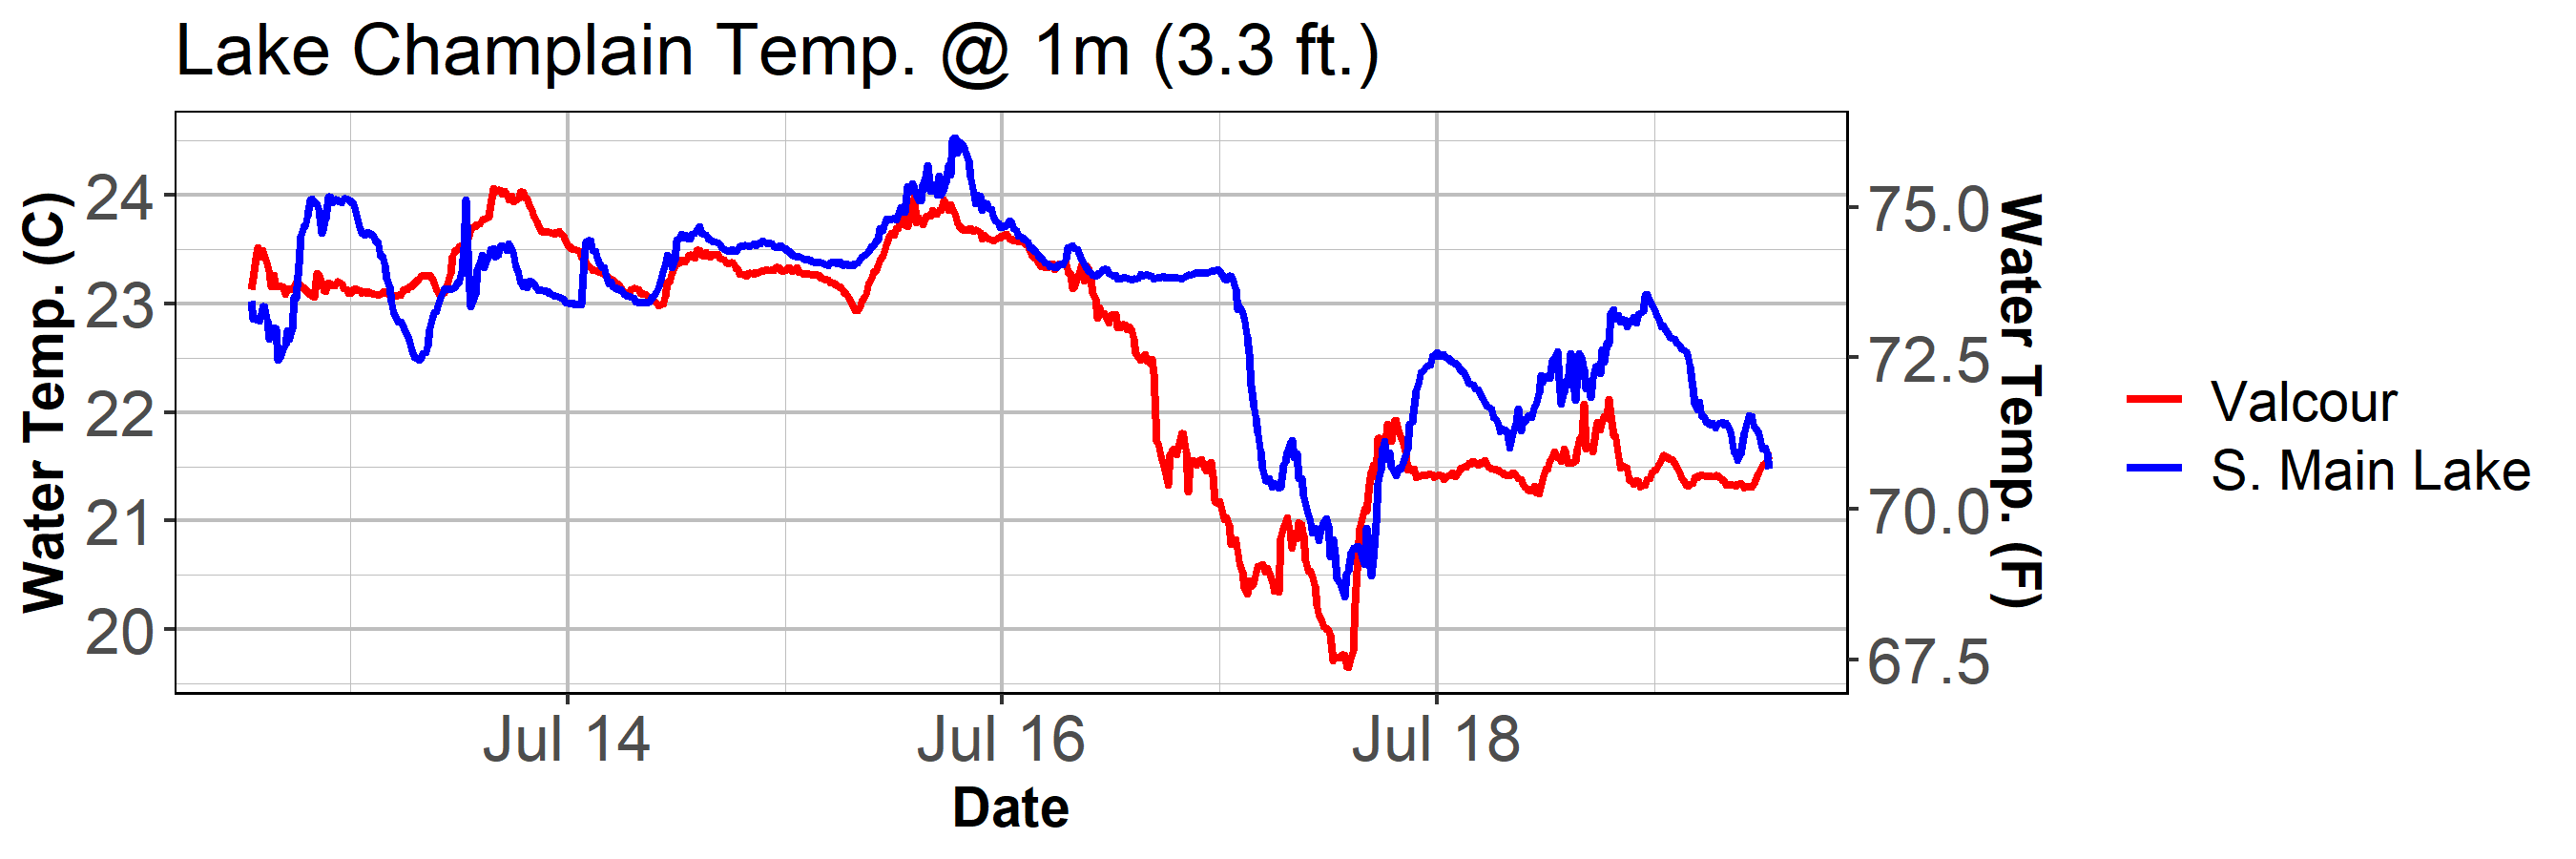 Lake Champlain Temp. @ 1m (3.3 ft.)
Water Temp. (C)
24
23
22
21
20
75.0
72.5
70.0
67.5
Water Temp. (F)
Jul 14
Jul 16
Jul 18
Date
Valcour
S. Main Lake